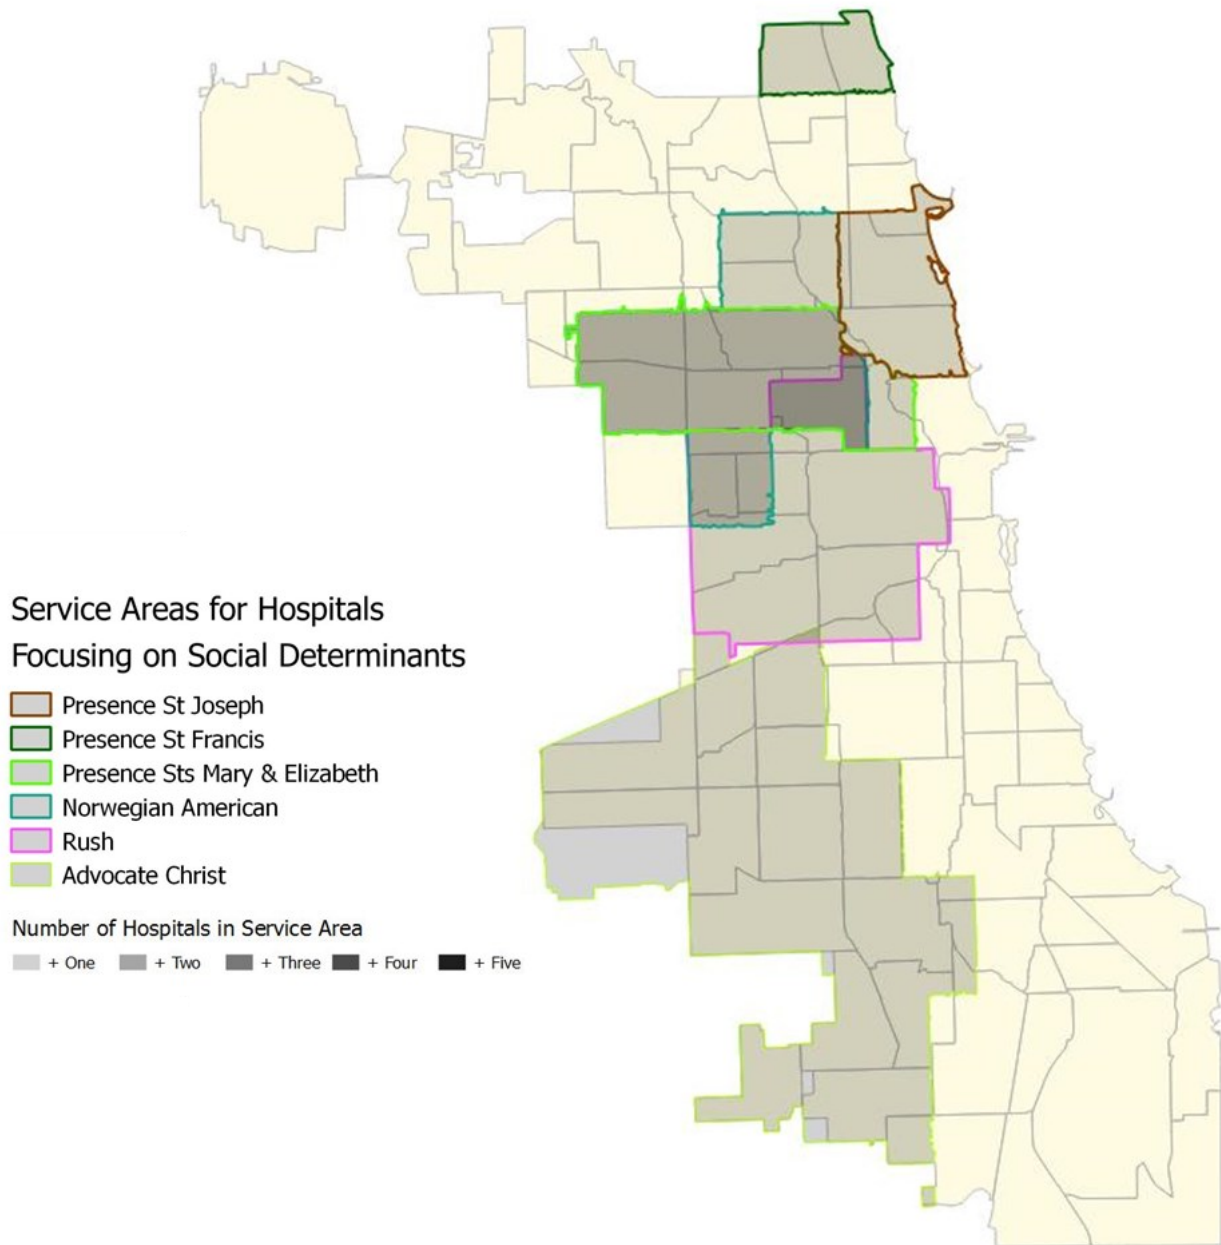 Service Areas for Hospitals
Focusing on Social Determinants
Presence St Joseph
Presence St Francis
Presence Sts Mary & Elizabeth
Norwegian American
Rush
Advocate Christ
Number of Hospitals in Service Area
+ One + Two + Three + Four + Five